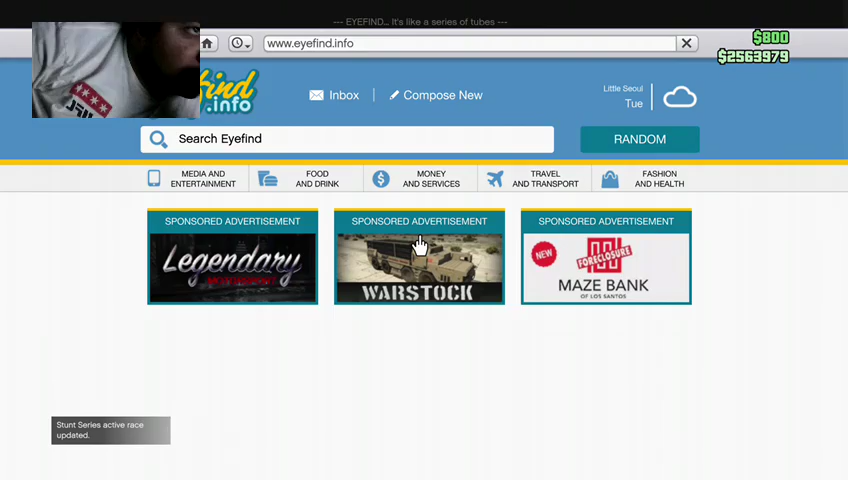 --- EYEFIND... It's like a series of tubes ---
www.eyefind.info
$800
$2563979
find
.info
Inbox
Compose New
Little Seoul
Tue
Search Eyefind
RANDOM
MEDIA AND
ENTERTAINMENT
FOOD
AND DRINK
MONEY
AND SERVICES
TRAVEL
AND TRANSPORT
FASHION
AND HEALTH
SPONSORED ADVERTISEMENT
SPONSORED ADVERTISEMENT
SPONSORED ADVERTISEMENT
Legendary
MOTORSPORT
WARSTOCK
NEW
FORECLOSURE
MAZE BANK
OF LOS SANTOS
Stunt Series active race
updated.